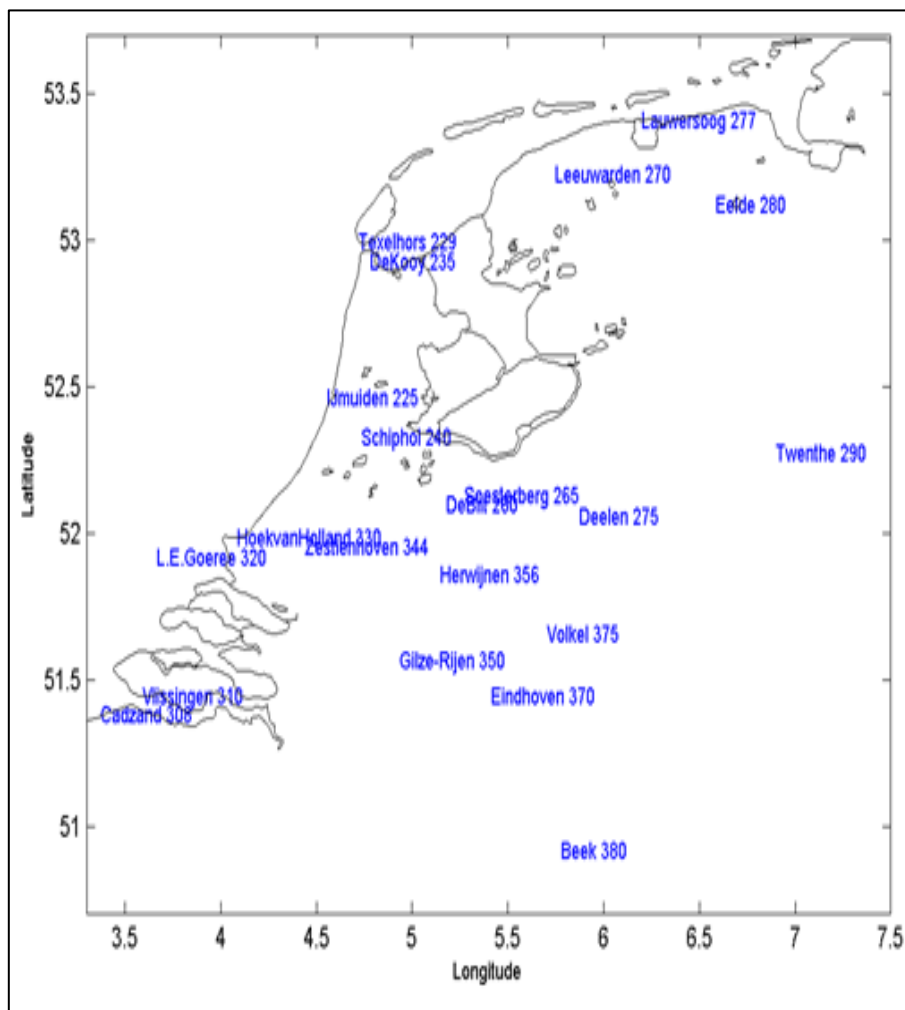 53.5
Lauwersoog 277
Leeuwarden 270
Eelde 280
53
Texelhors 229
DeKooy 235
52.5
IJmuiden 225
Schiphol 240
Twenthe 290
Soesterberg 265
DeBilt 260
Deelen 275
52
HoekvanHolland 330
Zestienhoven 344
L.E.Goeree 320
Herwijnen 356
Volkel 375
Gilze-Rijen 350
51.5
Vlissingen 310
Eindhoven 370
Cadzand 308
51
Beek 380
Latitude
3.5 4 4.5 5 5.5 6 6.5 7 7.5
Longitude